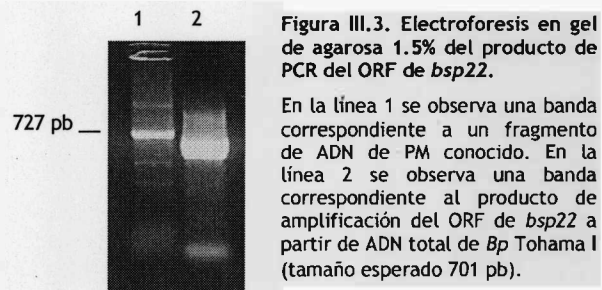 1 2
727 pb
Figura III.3. Electroforesis en gel
de agarosa 1.5% del producto de
PCR del ORF de bsp22.
En la línea 1 se observa una banda
correspondiente a un fragmento
de ADN de PM conocido. En la
línea 2 se observa una banda
correspondiente al producto de
amplificación del ORF de bsp22 a
partir de ADN total de Bp Tohama I
(tamaño esperado 701 pb).